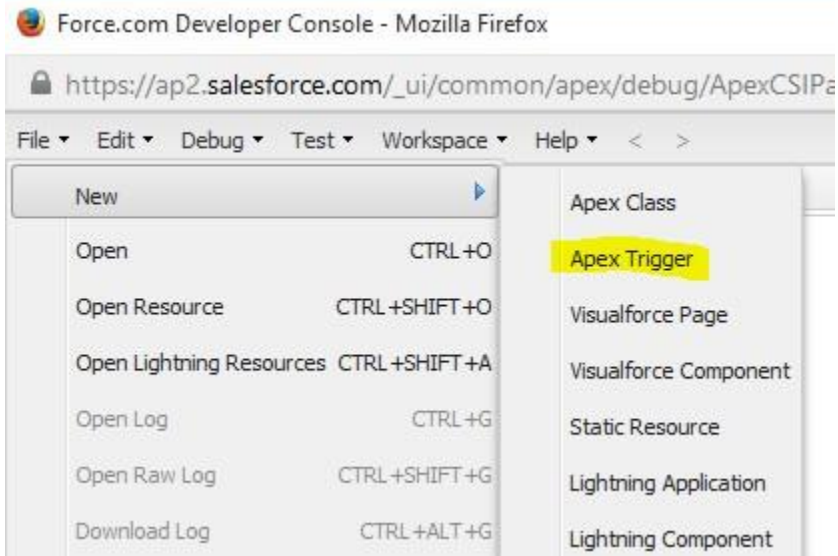 Force.com Developer Console - Mozilla Firefox
https://ap2.salesforce.com/_ui/common/apex/debug/ApexCSIPa
File Edit Debug Test Workspace Help < >
New
Open CTRL+O
Open Resource CTRL+SHIFT+O
Open Lightning Resources CTRL+SHIFT+A
Open Log CTRL+G
Open Raw Log CTRL+SHIFT+G
Download Log CTRL+ALT+G
Apex Class
Apex Trigger
Visualforce Page
Visualforce Component
Static Resource
Lightning Application
Lightning Component